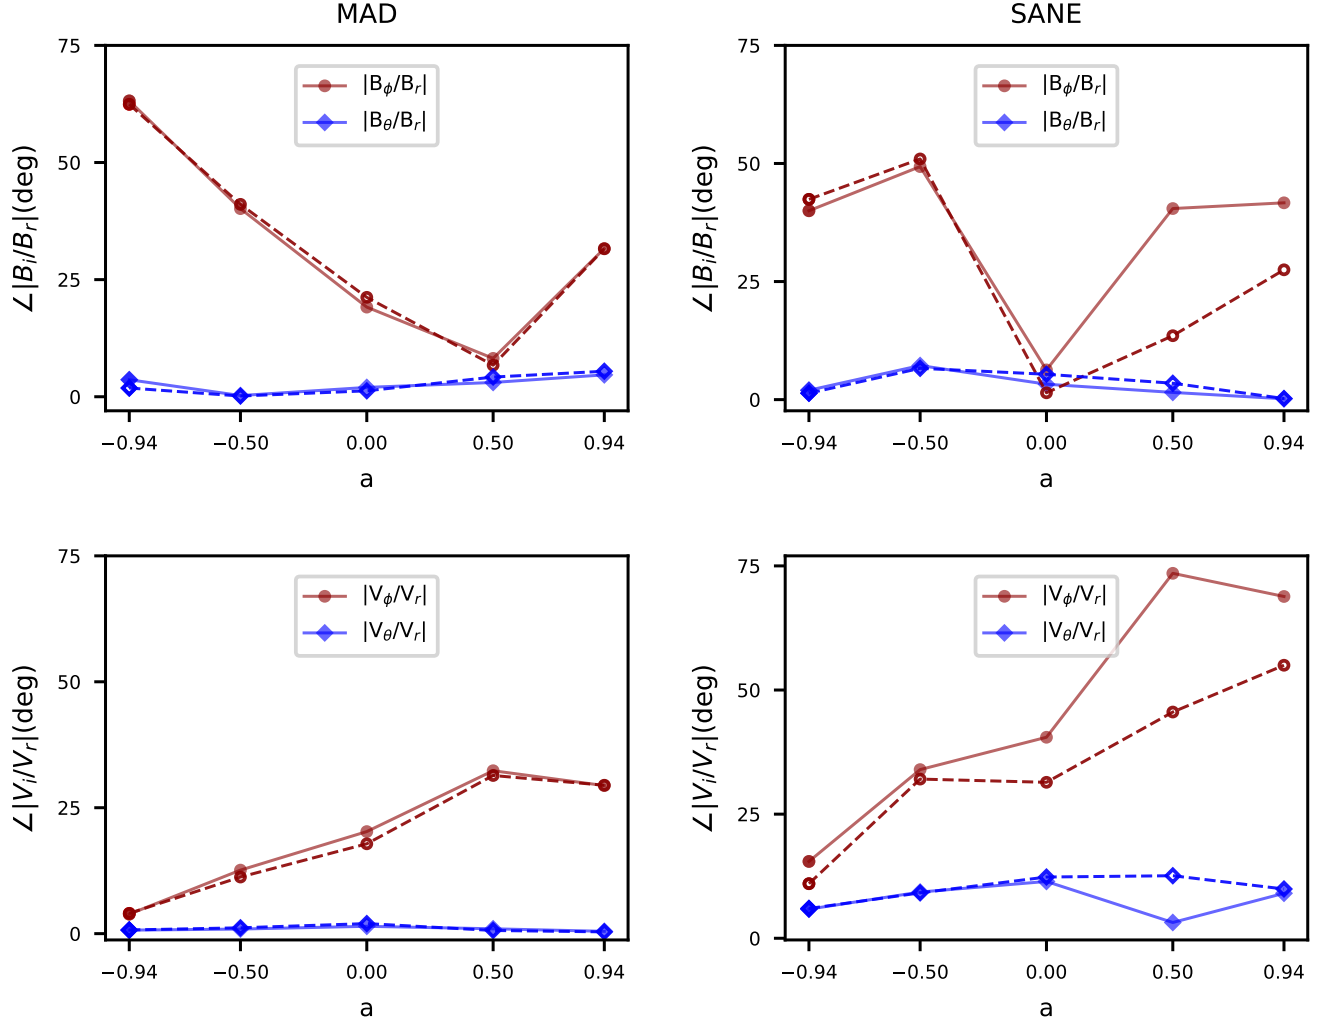 MAD
75
50
25
0
∠|B_i/B_r|(deg)
|B_ϕ/B_r|
|B_θ/B_r|
−0.94 −0.50 0.00 0.50 0.94
a
SANE
75
50
25
0
∠|B_i/B_r|(deg)
|B_ϕ/B_r|
|B_θ/B_r|
−0.94 −0.50 0.00 0.50 0.94
a
75
50
25
0
∠|V_i/V_r|(deg)
|V_ϕ/V_r|
|V_θ/V_r|
−0.94 −0.50 0.00 0.50 0.94
a
75
50
25
0
∠|V_i/V_r|(deg)
|V_ϕ/V_r|
|V_θ/V_r|
−0.94 −0.50 0.00 0.50 0.94
a